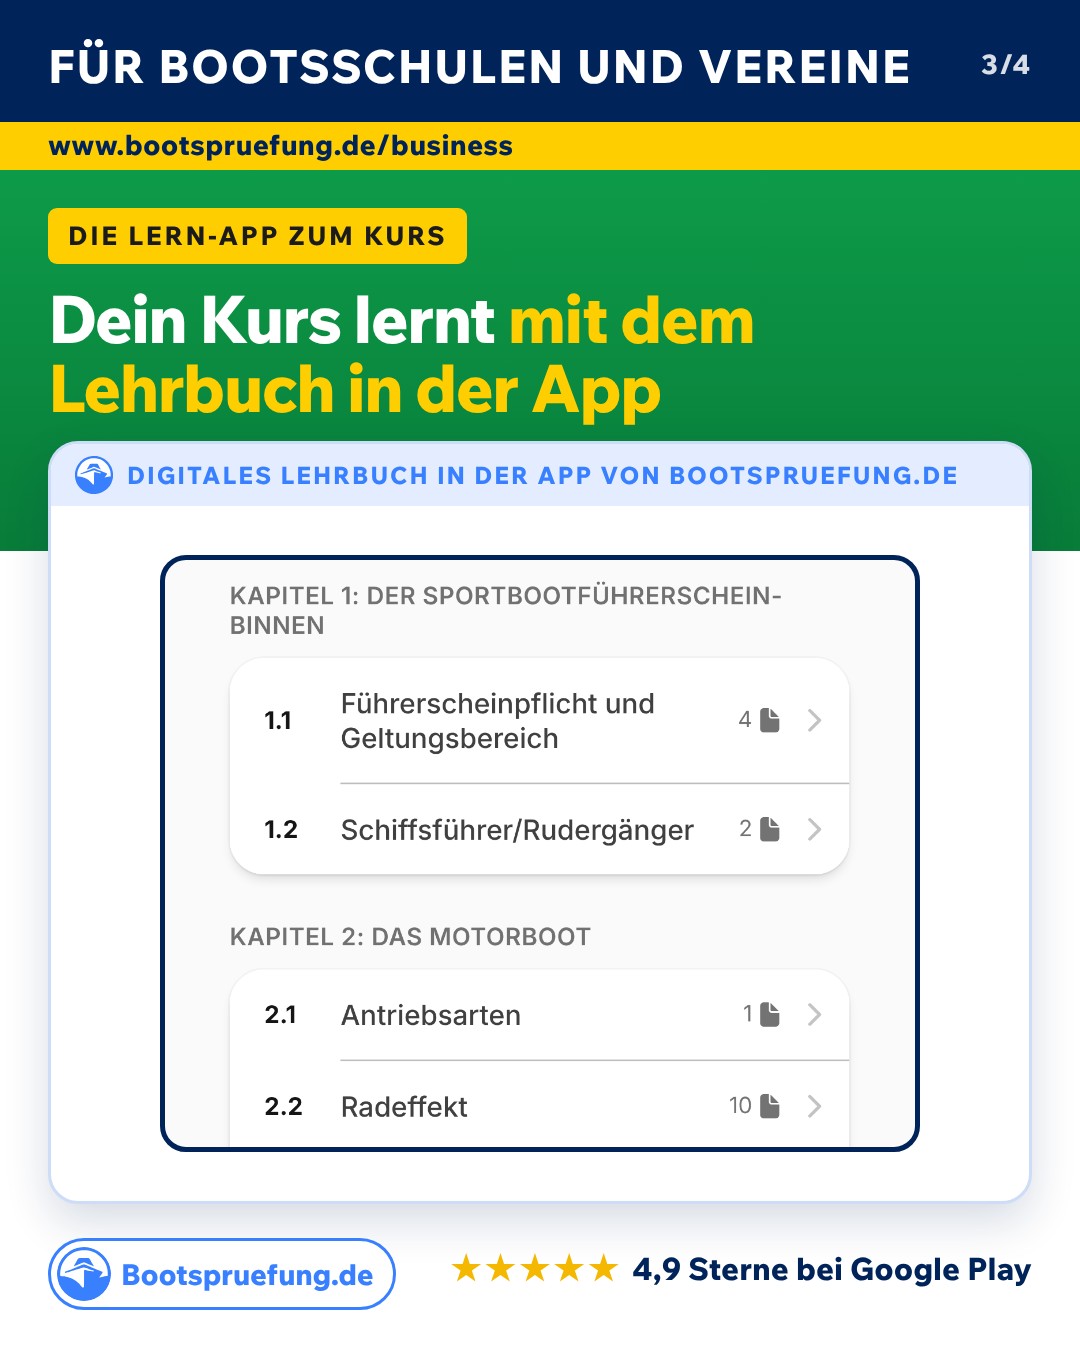 FÜR BOOTSSCHULEN UND VEREINE 3/4
www.bootspruefung.de/business
DIE LERN-APP ZUM KURS
Dein Kurs lernt mit dem
Lehrbuch in der App
DIGITALES LEHRBUCH IN DER APP VON BOOTSPRUEFUNG.DE
KAPITEL 1: DER SPORTBOOTFÜHRERSCHEIN-
BINNEN
1.1 Führerscheinpflicht und
Geltungsbereich 4
1.2 Schiffsführer/Rudergänger 2
KAPITEL 2: DAS MOTORBOOT
2.1 Antriebsarten 1
2.2 Radeffekt 10
Bootspruefung.de
★★★★★ 4,9 Sterne bei Google Play